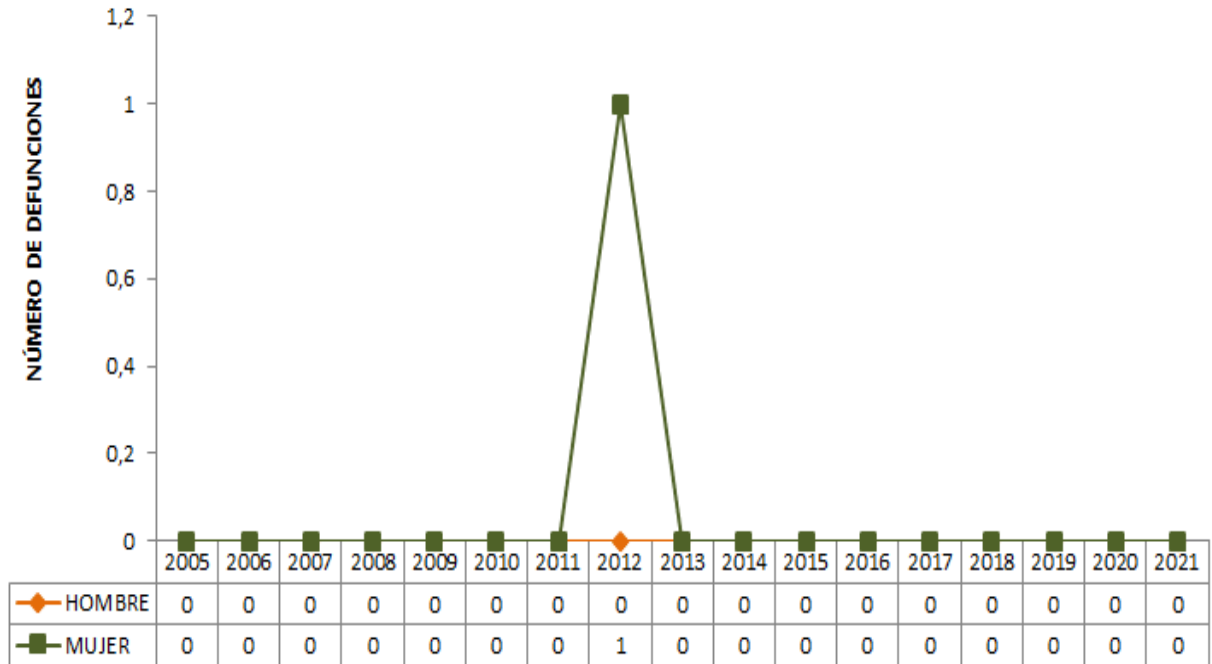 NÚMERO DE DEFUNCIONES
1,2
1
0,8
0,6
0,4
0,2
0
2005 2006 2007 2008 2009 2010 2011 2012 2013 2014 2015 2016 2017 2018 2019 2020 2021
HOMBRE 0 0 0 0 0 0 0 0 0 0 0 0 0 0 0 0 0
MUJER 0 0 0 0 0 0 0 1 0 0 0 0 0 0 0 0 0